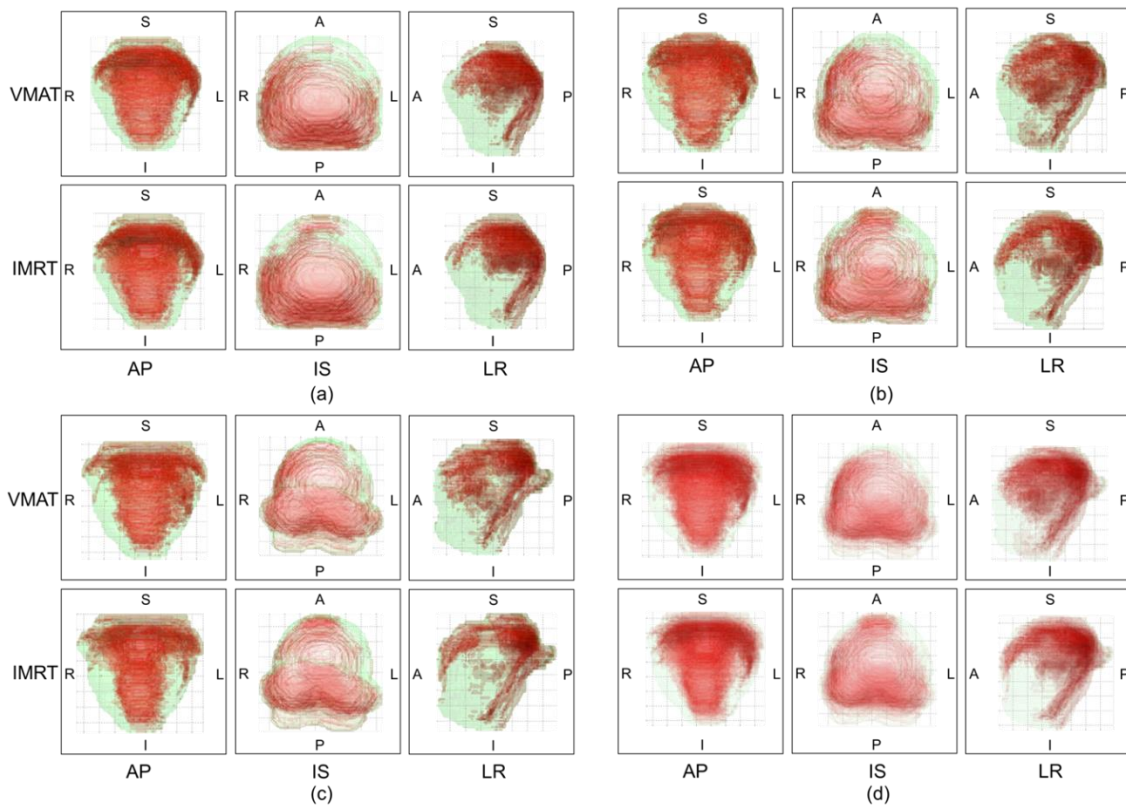 S A S S A S
VMAT R L R L A P R L R L A F
I P I I P I
S A S S A S
IMRT R L R L A P R L R L A F
I P I I P I
AP IS LR AP IS LR
(a) (b)
S A S S A S
VMAT R L R L A P R L R L A F
I P I I P I
S A S S A S
IMRT R L R L A P R L R L A F
I P I I P I
AP IS LR AP IS LR
(c) (d)